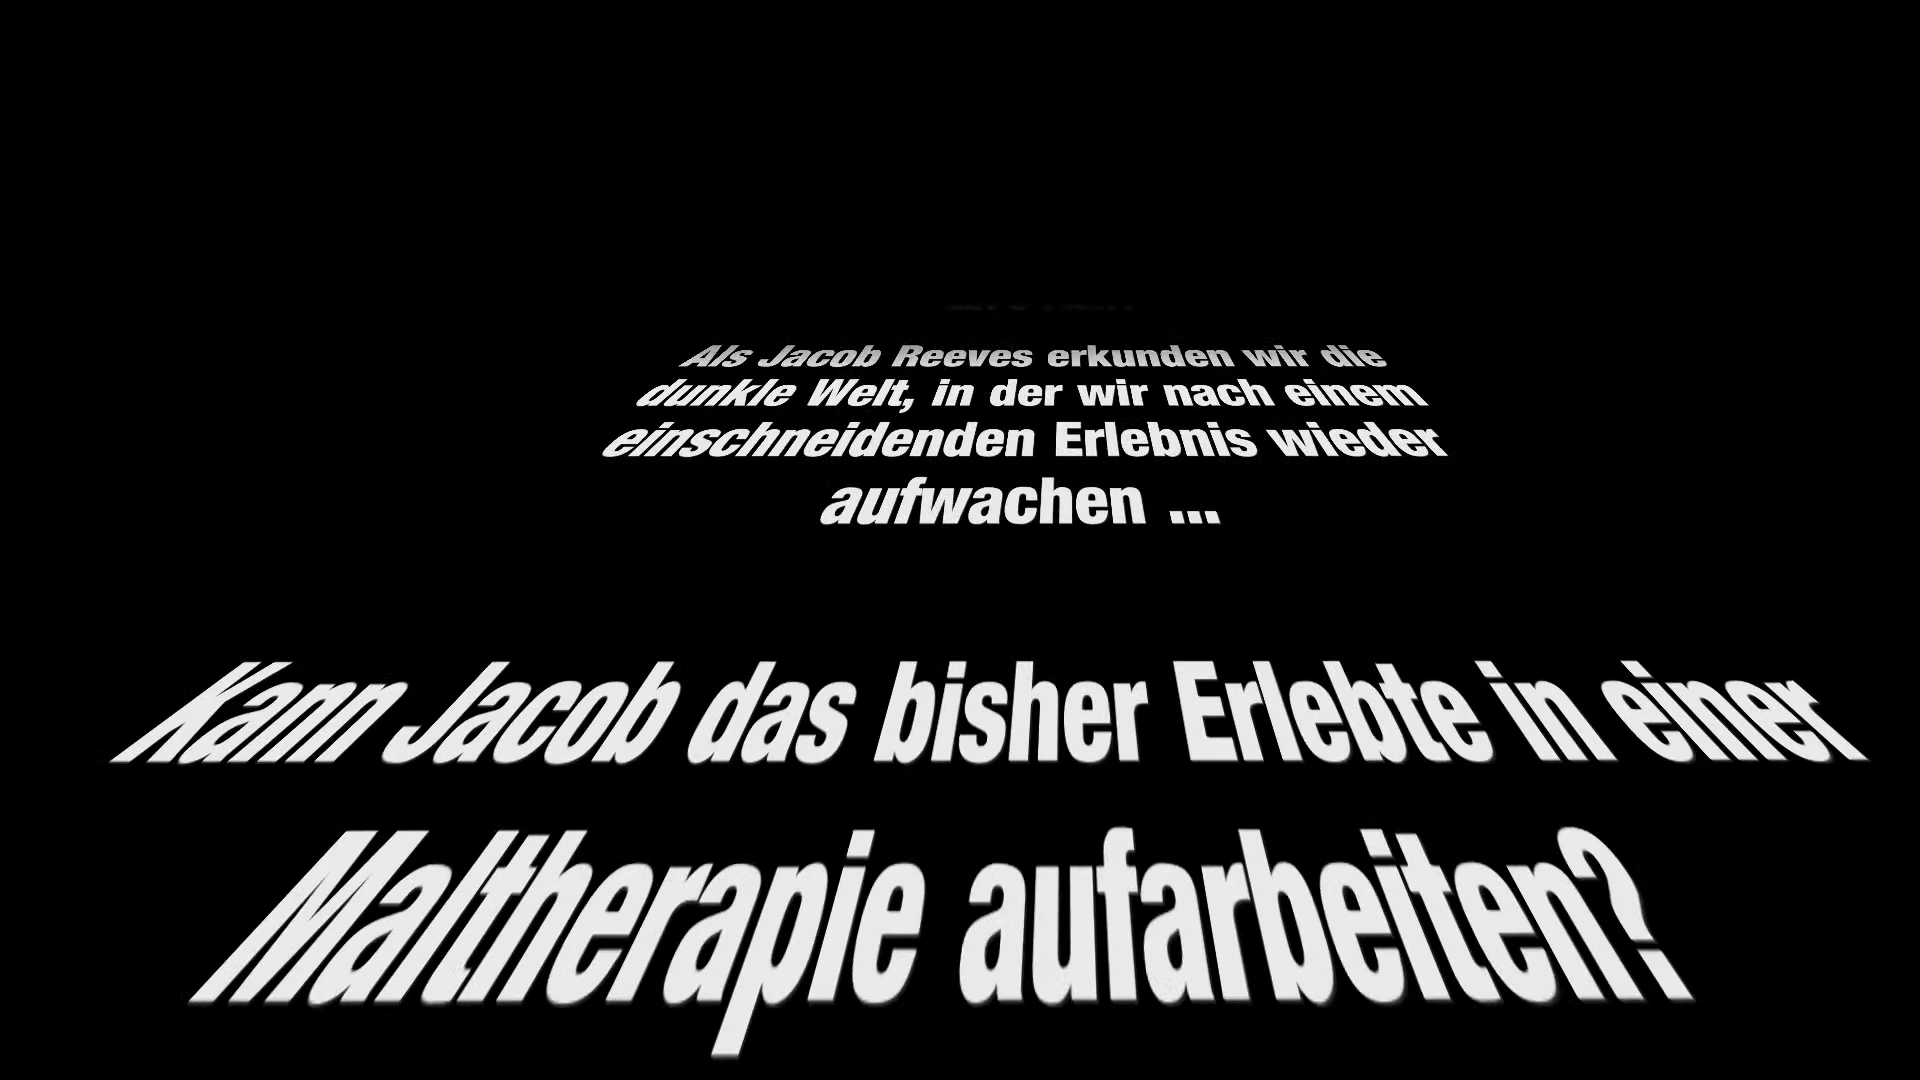 Als Jacob Reeves erkunden wir die
dunkle Welt, in der wir nach einem
einschneidenden Erlebnis wieder
aufwachen ...
Kann Jacob das bisher Erlebte in einer
Maltherapie aufarbeiten?